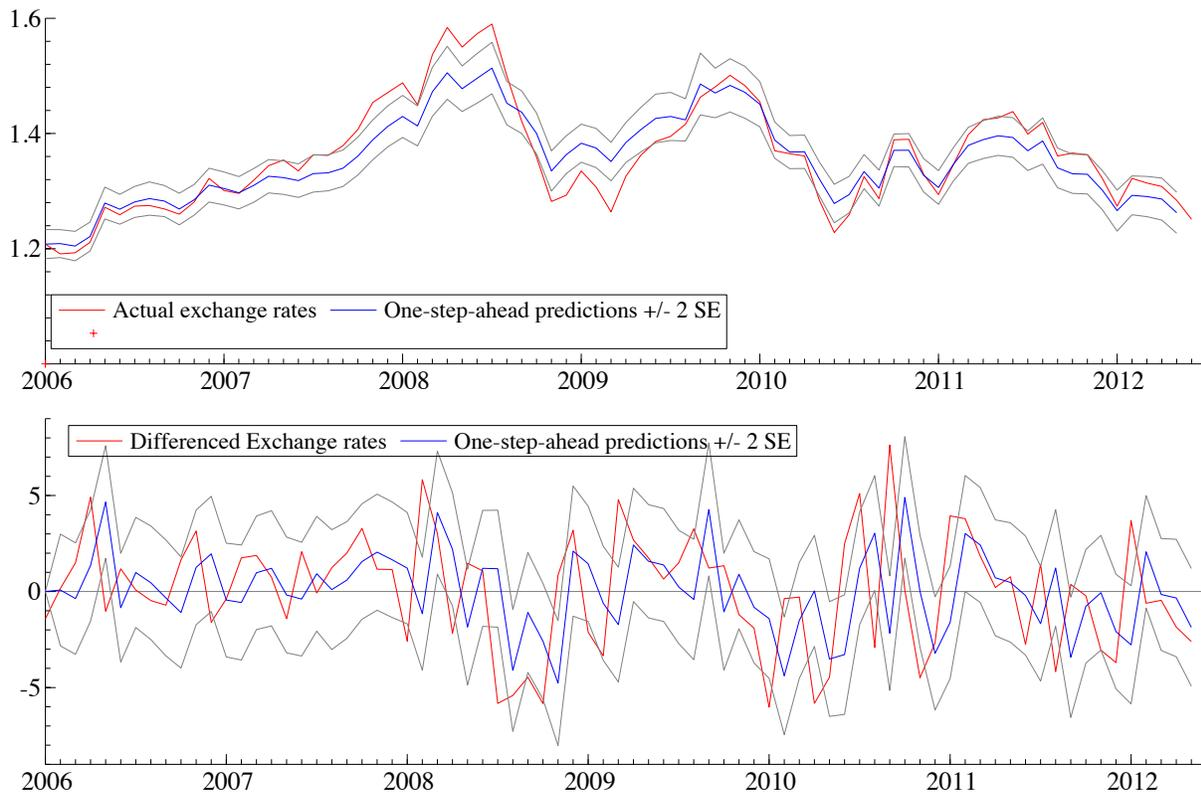 1.6
1.4
1.2
Actual exchange rates One-step-ahead predictions +/- 2 SE
2006 2007 2008 2009 2010 2011 2012
Differenced Exchange rates One-step-ahead predictions +/- 2 SE
5
0
-5
2006 2007 2008 2009 2010 2011 2012